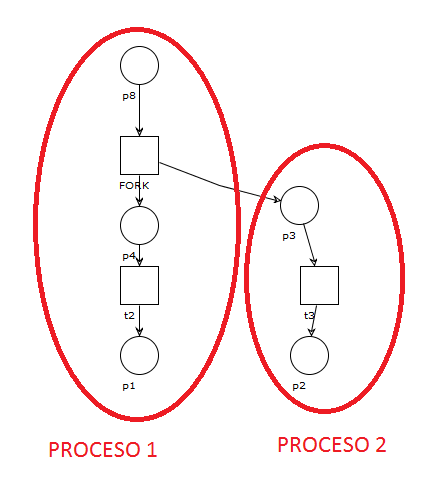 p8
FORK
p3
p4
t2
t3
p1
p2
PROCESO 1
PROCESO 2